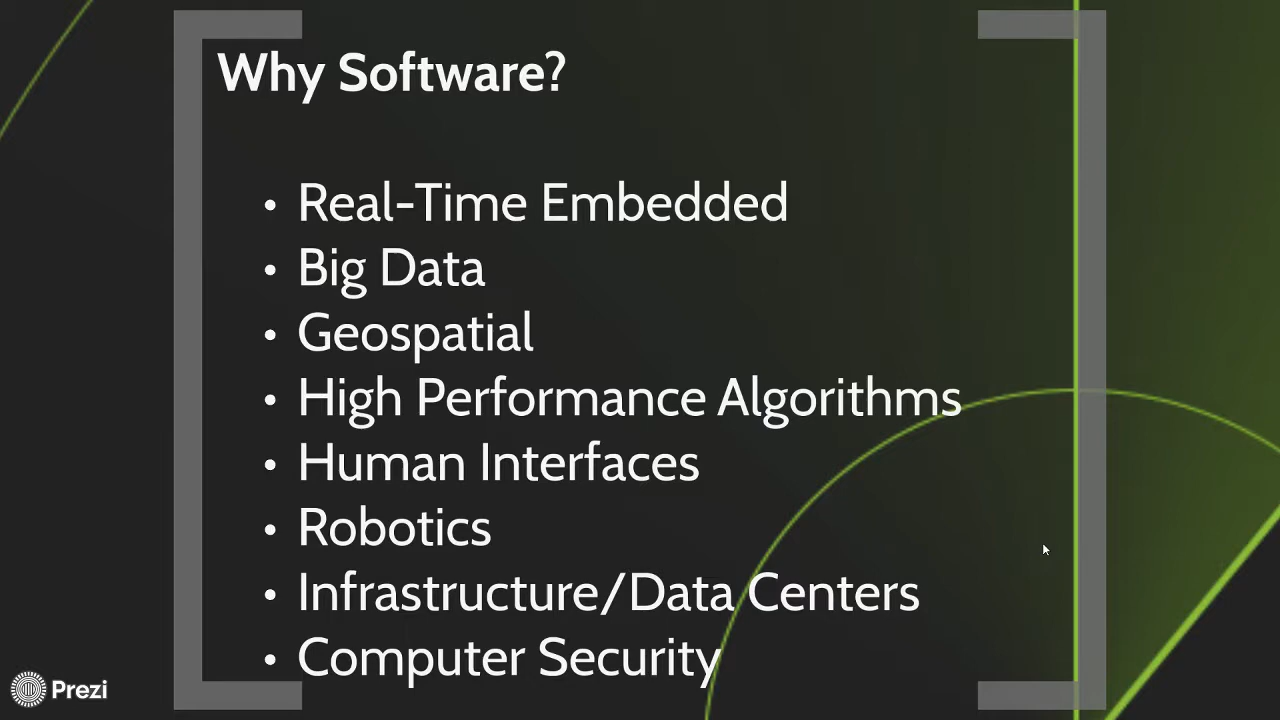 Why Software?
• Real-Time Embedded
• Big Data
• Geospatial
• High Performance Algorithms
• Human Interfaces
• Robotics
• Infrastructure/Data Centers
• Computer Security
Prezi